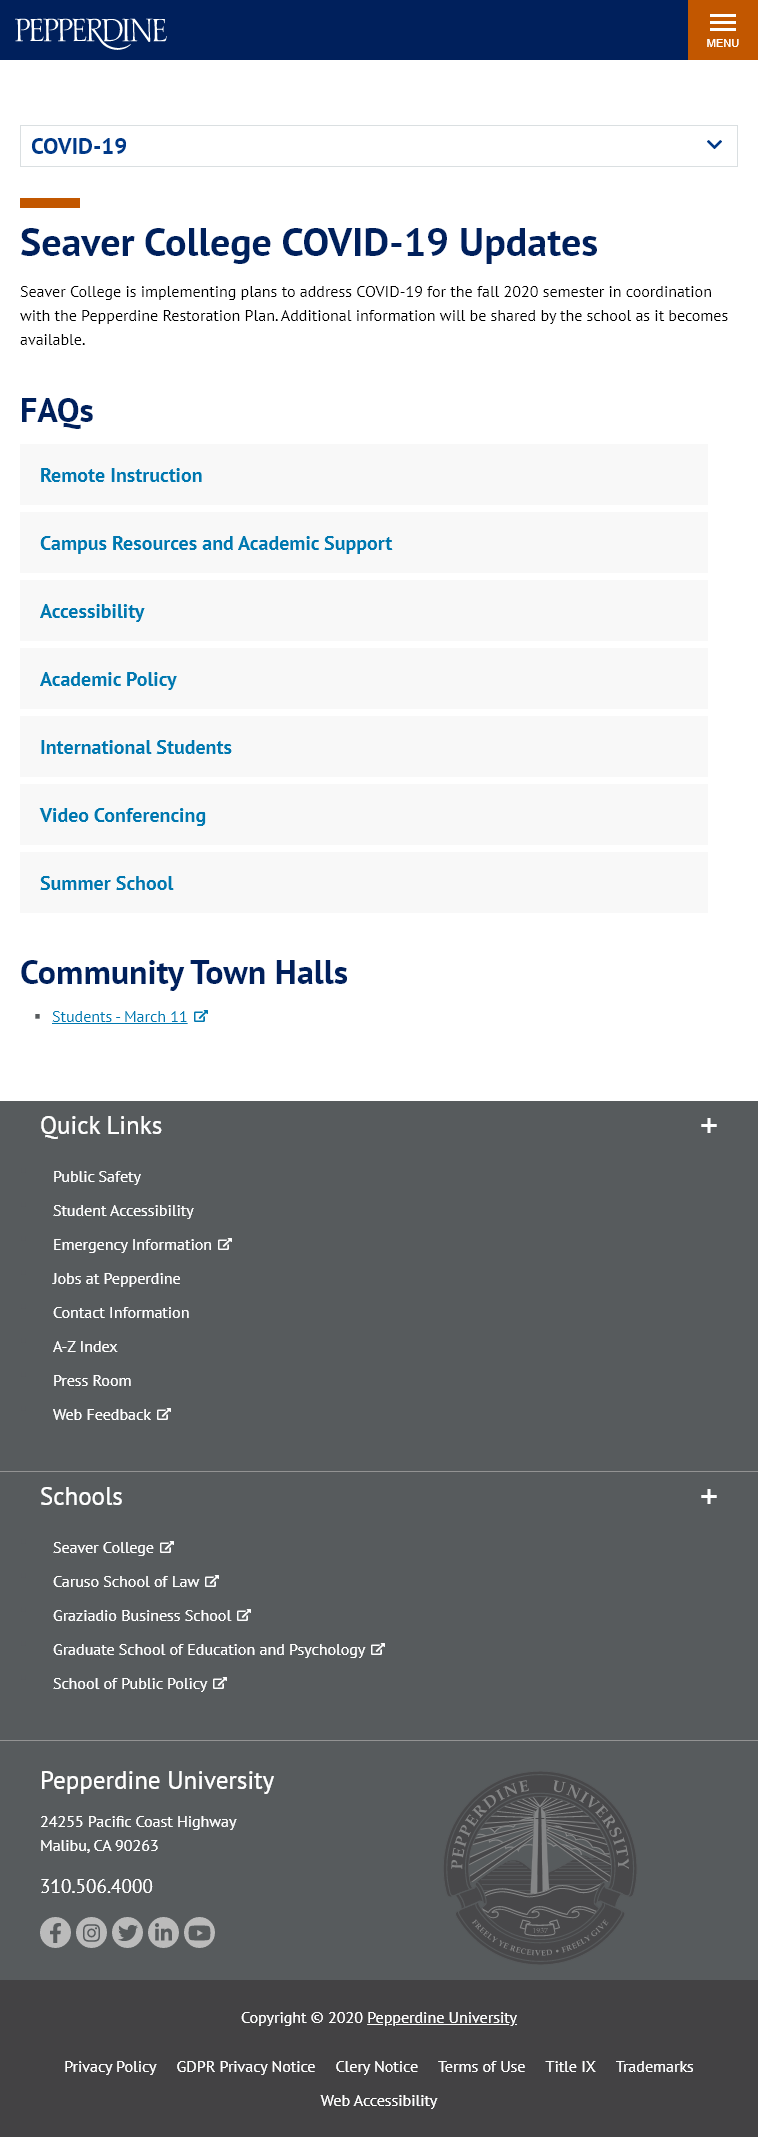 PEPPERDINE
MENU
COVID-19
Seaver College COVID-19 Updates
Seaver College is implementing plans to address COVID-19 for the fall 2020 semester in coordination
with the Pepperdine Restoration Plan. Additional information will be shared by the school as it becomes
available.
FAQs
Remote Instruction
Campus Resources and Academic Support
Accessibility
Academic Policy
International Students
Video Conferencing
Summer School
Community Town Halls
Students - March 11
Quick Links
Public Safety
Student Accessibility
Emergency Information
Jobs at Pepperdine
Contact Information
A-Z Index
Press Room
Web Feedback
Schools
Seaver College
Caruso School of Law
Graziadio Business School
Graduate School of Education and Psychology
School of Public Policy
Pepperdine University
24255 Pacific Coast Highway
Malibu, CA 90263
310.506.4000
PEPPERDINE UNIVERSITY
1937
FREELY YE RECEIVED • FREELY GIVE
Copyright © 2020 Pepperdine University
Privacy Policy GDPR Privacy Notice Clery Notice Terms of Use Title IX Trademarks
Web Accessibility